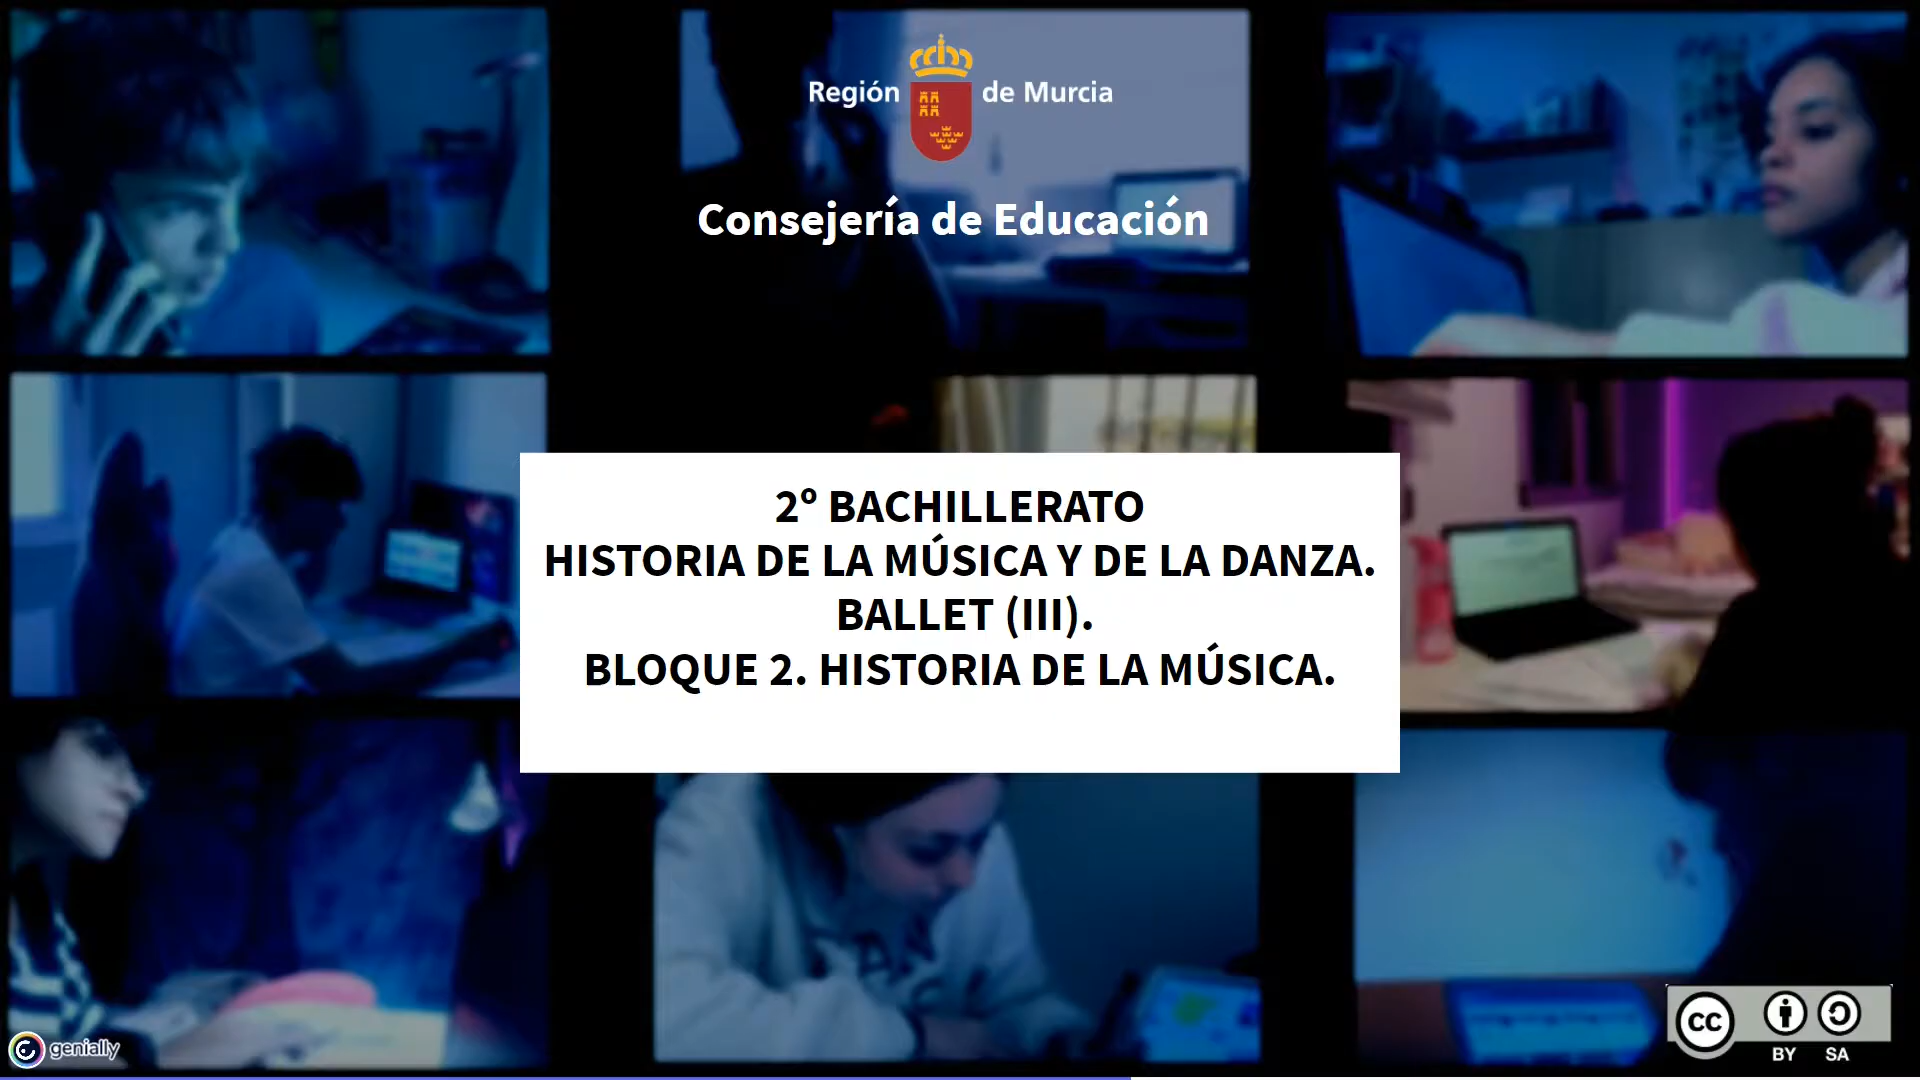 Región de Murcia
Consejería de Educación
2º BACHILLERATO
HISTORIA DE LA MÚSICA Y DE LA DANZA.
BALLET (III).
BLOQUE 2. HISTORIA DE LA MÚSICA.
genially
CC
BY SA